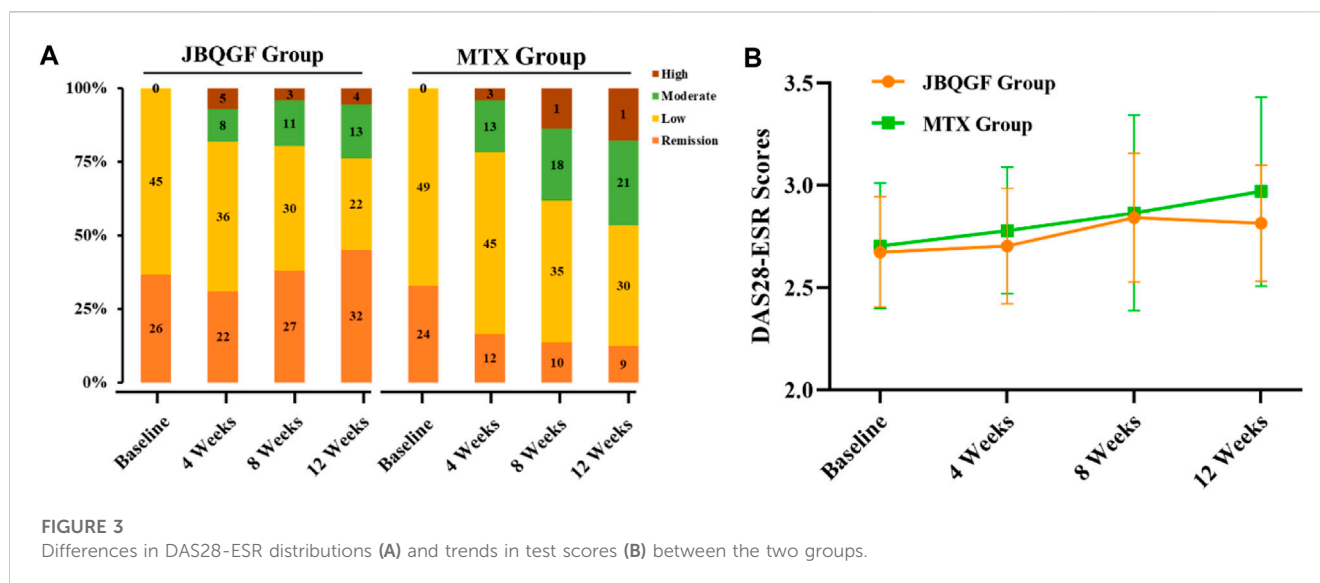 A
JBQGF Group
MTX Group
High
Moderate
Low
Remission
100%
75%
50%
25%
0%
0
45
26
5
8
36
22
3
11
30
27
4
13
22
32
0
49
24
3
13
45
12
1
18
35
10
1
21
30
9
Baseline
4 Weeks
8 Weeks
12 Weeks
Baseline
4 Weeks
8 Weeks
12 Weeks
B
JBQGF Group
MTX Group
DAS28-ESR Scores
3.5
3.0
2.5
2.0
Baseline
4 Weeks
8 Weeks
12 Weeks
FIGURE 3
Differences in DAS28-ESR distributions (A) and trends in test scores (B) between the two groups.